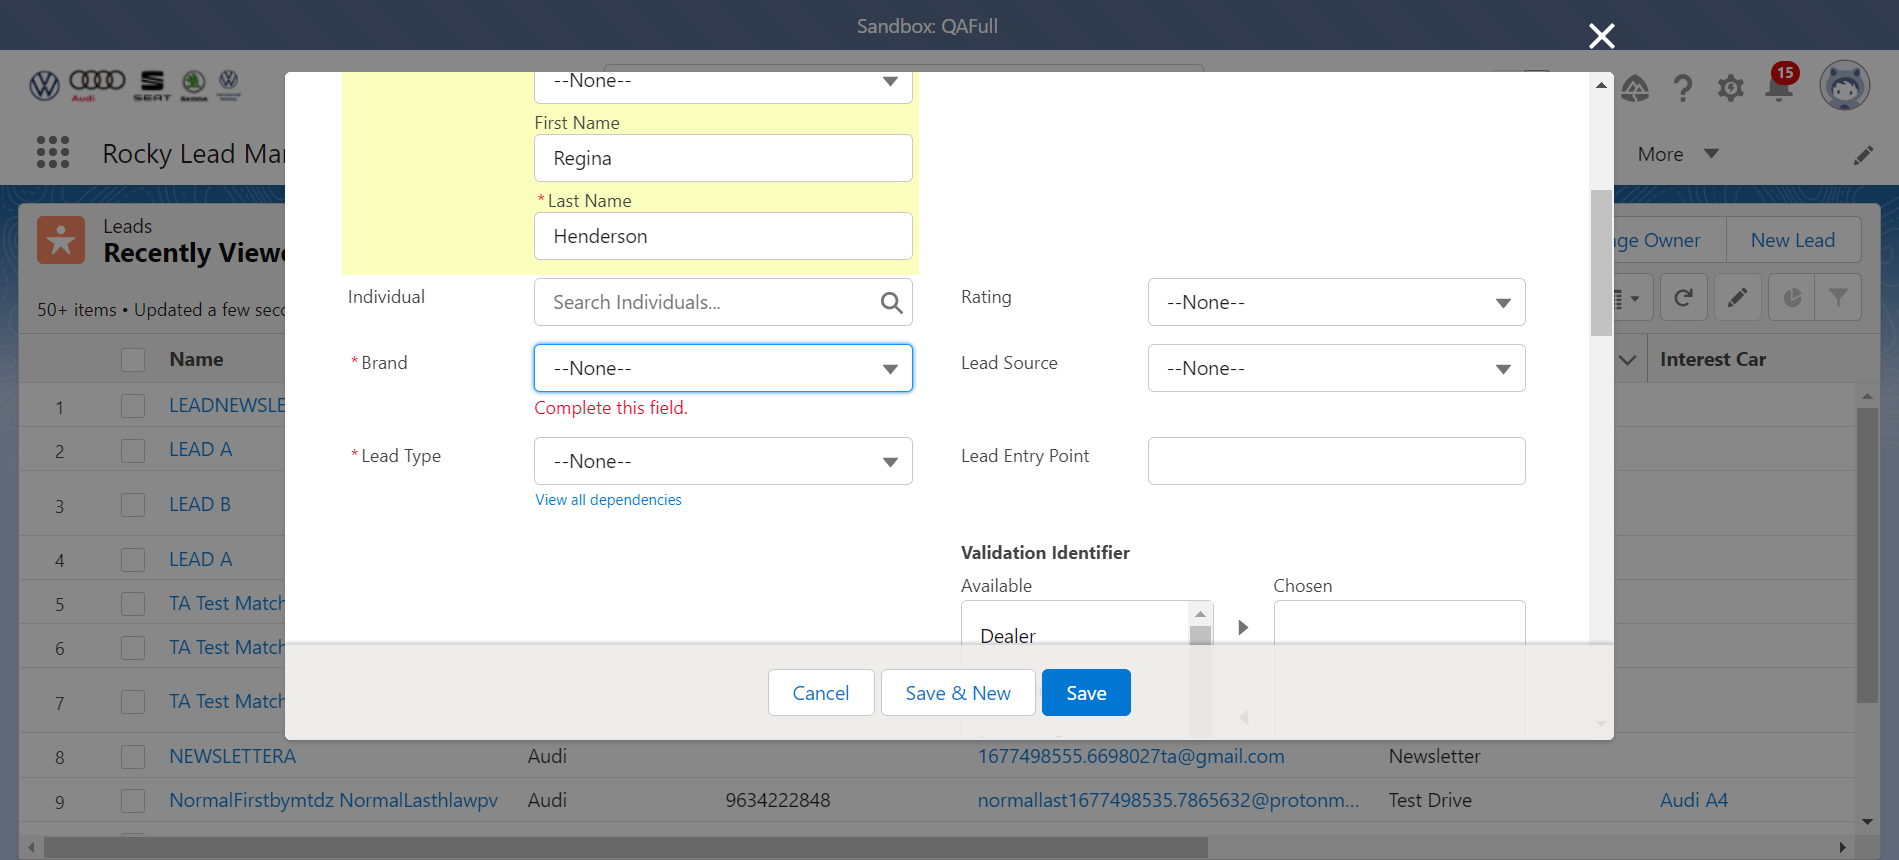 Sandbox: QAFull
Audi
SEAT
SKODA
15
Rocky Lead Ma
More
Leads
Recently View
ge Owner
New Lead
50+ items • Updated a few sec
Name
Interest Car
1
LEADNEWSLE
2
LEAD A
3
LEAD B
4
LEAD A
5
TA Test Match
6
TA Test Match
7
TA Test Match
8
NEWSLETTERA
Audi
1677498555.6698027ta@gmail.com
Newsletter
9
NormalFirstbymtdz NormalLasthlawpv
Audi
9634222848
normallast1677498535.7865632@protonm...
Test Drive
Audi A4
--None--
First Name
Regina
*Last Name
Henderson
Individual
Search Individuals...
Rating
--None--
*Brand
--None--
Complete this field.
Lead Source
--None--
*Lead Type
--None--
View all dependencies
Lead Entry Point
Validation Identifier
Available
Chosen
Dealer
Cancel
Save & New
Save